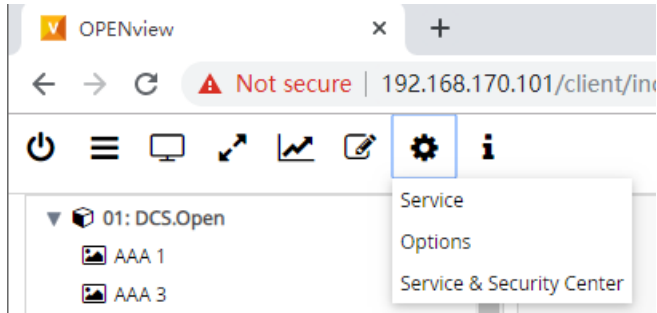 OPENview
Not secure | 192.168.170.101/client/in
01: DCS.Open
AAA 1
AAA 3
Service
Options
Service & Security Center